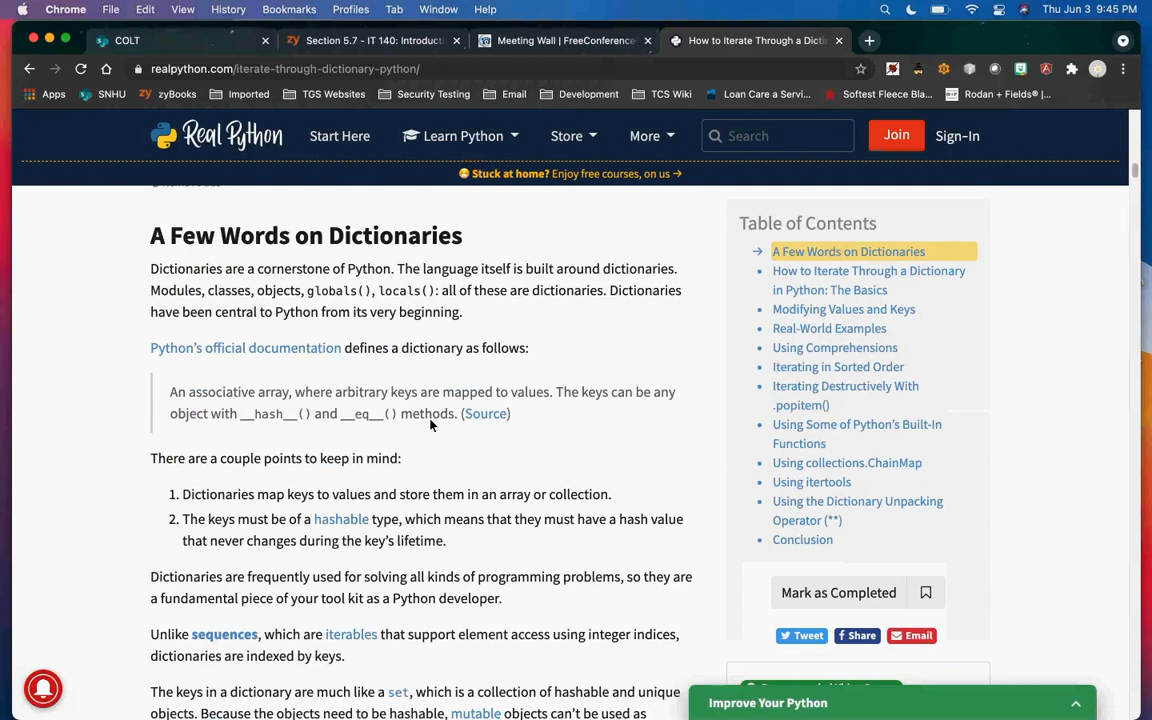 Chrome File Edit View History Bookmarks Profiles Tab Window Help Thu Jun 3 9:45 PM
COLT Section 5.7 - IT 140: Introduct Meeting Wall | FreeConference How to Iterate Through a Dicti
realpython.com/iterate-through-dictionary-python/
Apps SNHU zyBooks Imported TGS Websites Security Testing Email Development TCS Wiki Loan Care a Servi... Softest Fleece Bla... Rodan + Fields® |...
Real Python Start Here Learn Python Store More Search Join Sign-In
Stuck at home? Enjoy free courses, on us →
A Few Words on Dictionaries
Dictionaries are a cornerstone of Python. The language itself is built around dictionaries.
Modules, classes, objects, globals(), locals(): all of these are dictionaries. Dictionaries
have been central to Python from its very beginning.
Python's official documentation defines a dictionary as follows:
An associative array, where arbitrary keys are mapped to values. The keys can be any
object with __hash__() and __eq__() methods. (Source)
There are a couple points to keep in mind:
1. Dictionaries map keys to values and store them in an array or collection.
2. The keys must be of a hashable type, which means that they must have a hash value
that never changes during the key's lifetime.
Dictionaries are frequently used for solving all kinds of programming problems, so they are
a fundamental piece of your tool kit as a Python developer.
Unlike sequences, which are iterables that support element access using integer indices,
dictionaries are indexed by keys.
The keys in a dictionary are much like a set, which is a collection of hashable and unique
objects. Because the objects need to be hashable, mutable objects can't be used as
Table of Contents
→ A Few Words on Dictionaries
• How to Iterate Through a Dictionary
in Python: The Basics
• Modifying Values and Keys
• Real-World Examples
• Using Comprehensions
• Iterating in Sorted Order
• Iterating Destructively With
.popitem()
• Using Some of Python's Built-In
Functions
• Using collections.ChainMap
• Using itertools
• Using the Dictionary Unpacking
Operator (**)
• Conclusion
Mark as Completed
Tweet Share Email
Improve Your Python